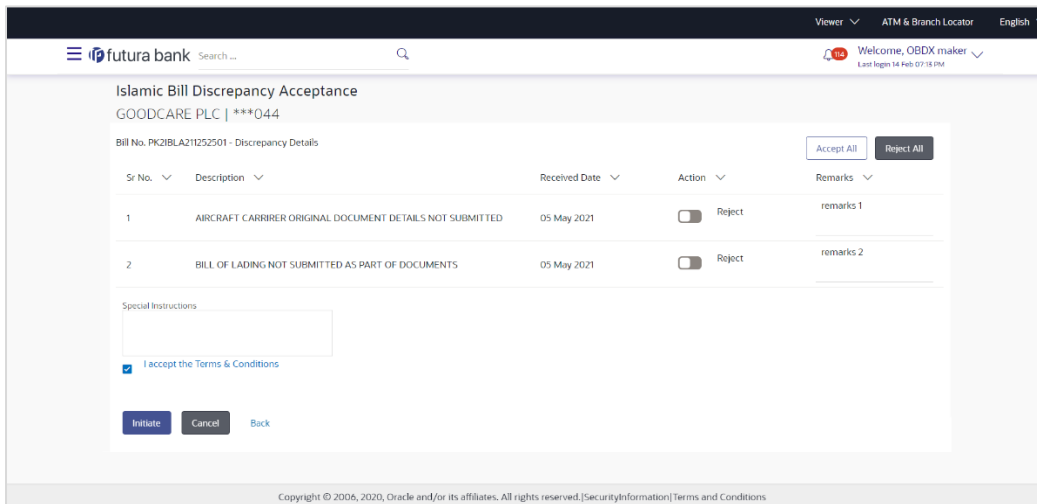 Viewer ATM & Branch Locator English
futura bank Search ... 114 Welcome, OBDX maker
Last login 14 Feb 07:13 PM
Islamic Bill Discrepancy Acceptance
GOODCARE PLC | ***044
Bill No. PK2IBLA211252501 - Discrepancy Details Accept All Reject All
Sr No. Description Received Date Action Remarks
1 AIRCRAFT CARRIRER ORIGINAL DOCUMENT DETAILS NOT SUBMITTED 05 May 2021 Reject remarks 1
2 BILL OF LADING NOT SUBMITTED AS PART OF DOCUMENTS 05 May 2021 Reject remarks 2
Special Instructions
I accept the Terms & Conditions
Initiate Cancel Back
Copyright © 2006, 2020, Oracle and/or its affiliates. All rights reserved.|SecurityInformation|Terms and Conditions